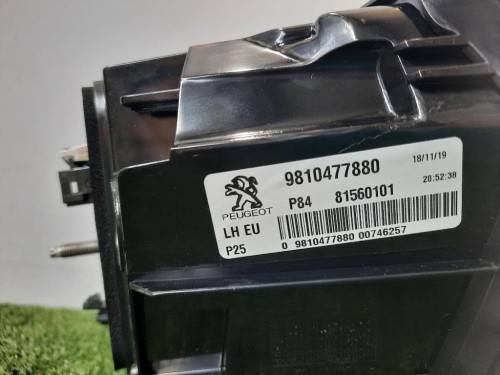 9810477880 18/11/19
P84 81560101 20:52:38
PEUGEOT
LH EU
P25 0 9810477880 00746257